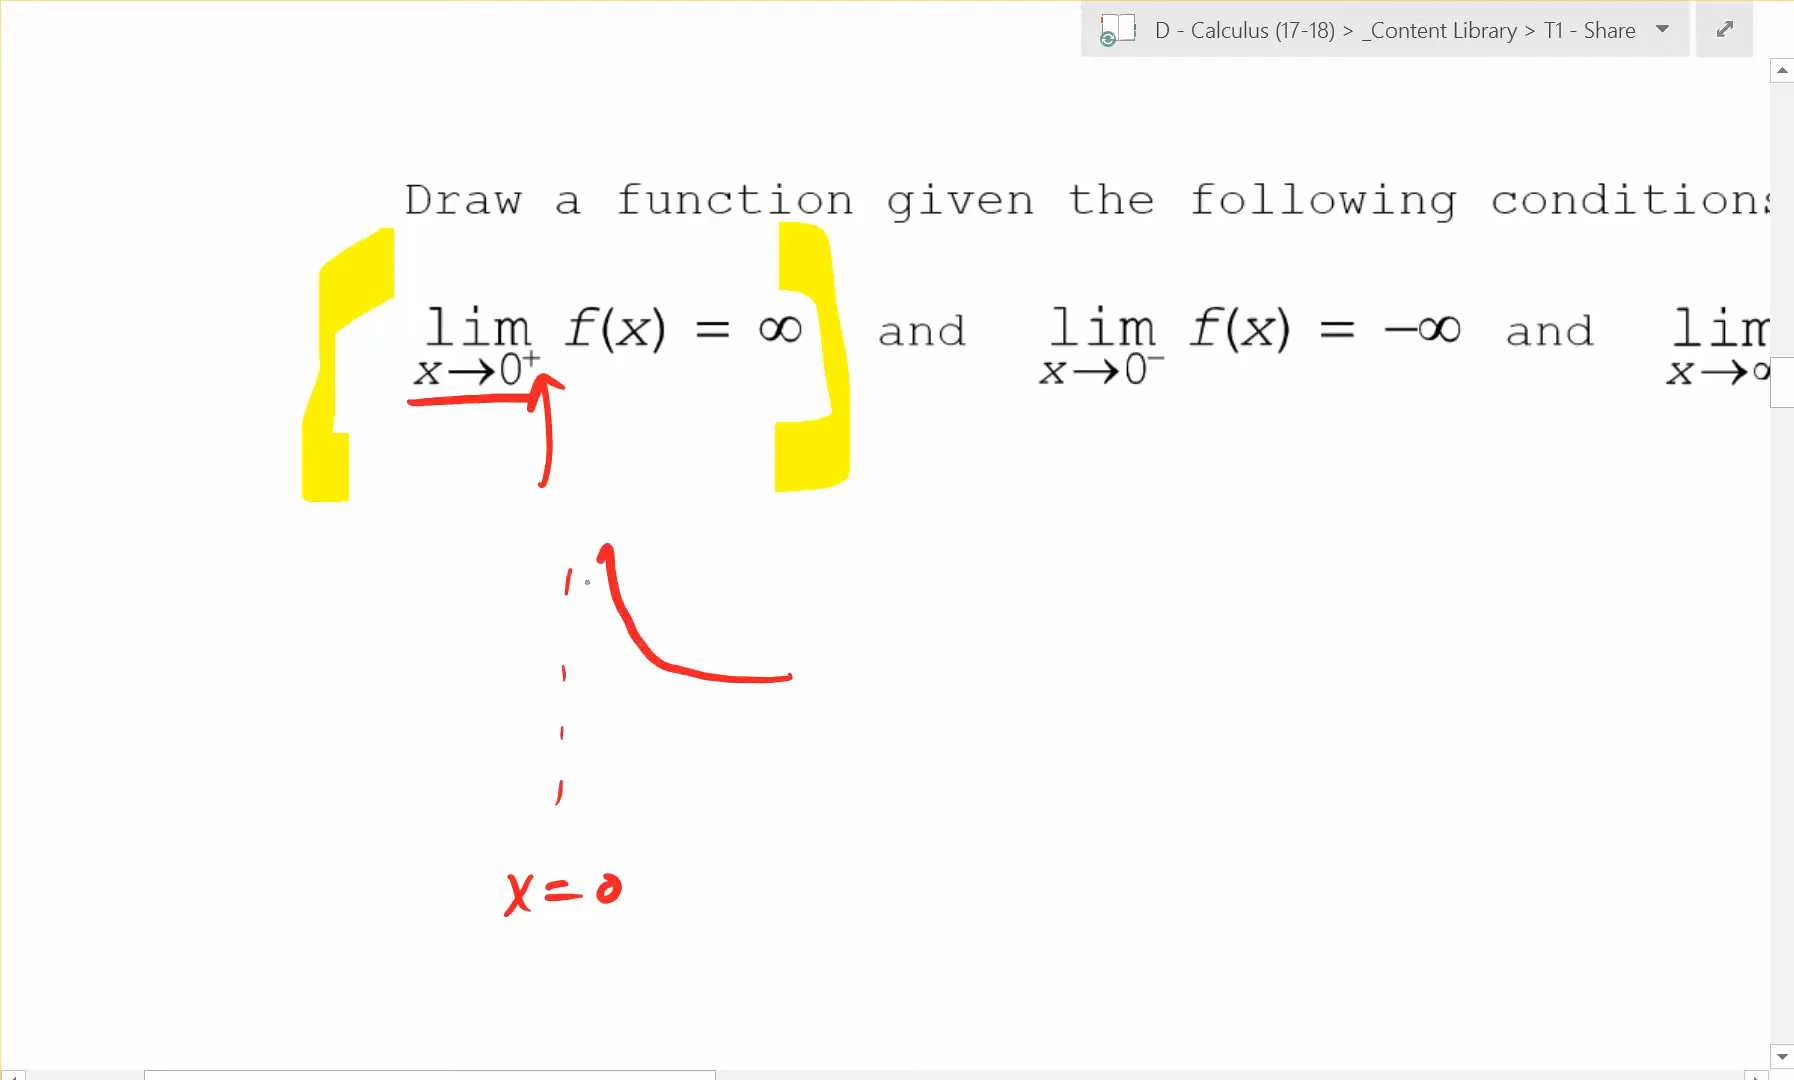 D - Calculus (17-18) > _Content Library > T1 - Share
Draw a function given the following conditions
lim f(x) = ∞ and lim f(x) = -∞ and lim
x→0⁺ x→0⁻ x→∞
x = 0